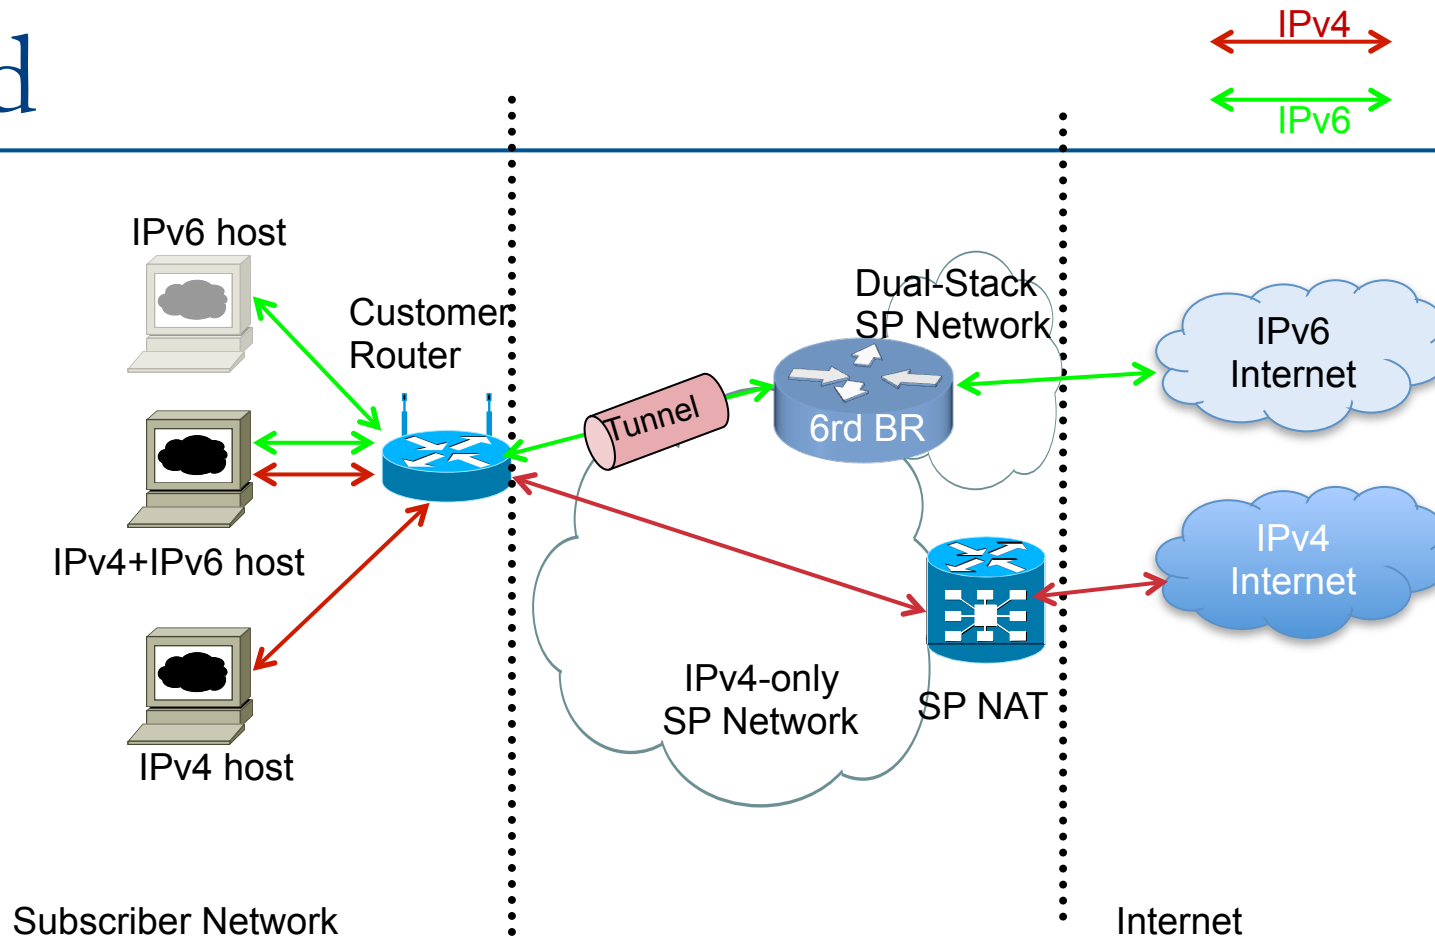 d
IPv4
IPv6
IPv6 host
Customer
Router
Dual-Stack
SP Network
IPv6
Internet
Tunnel
6rd BR
IPv4+IPv6 host
IPv4
Internet
IPv4-only
SP Network
SP NAT
IPv4 host
Subscriber Network
Internet